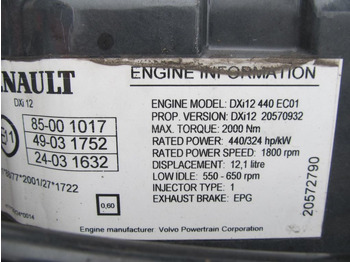 ENAULT
DXi 12
85-00 1017
49-03 1752
24-03 1632
2001/27*1722
0,60
ENGINE INFORMATION
ENGINE MODEL: DXi12 440 EC01
PROP. VERSION: DXi12 20570932
MAX. TORQUE: 2000 Nm
RATED POWER: 440/324 hp/kW
RATED POWER SPEED: 1800 rpm
DISPLACEMENT: 12,1 litre
LOW IDLE: 550 - 650 rpm
INJECTOR TYPE: 1
EXHAUST BRAKE: EPG
20572790
Engine manufacturer: Volvo Powertrain Corporation